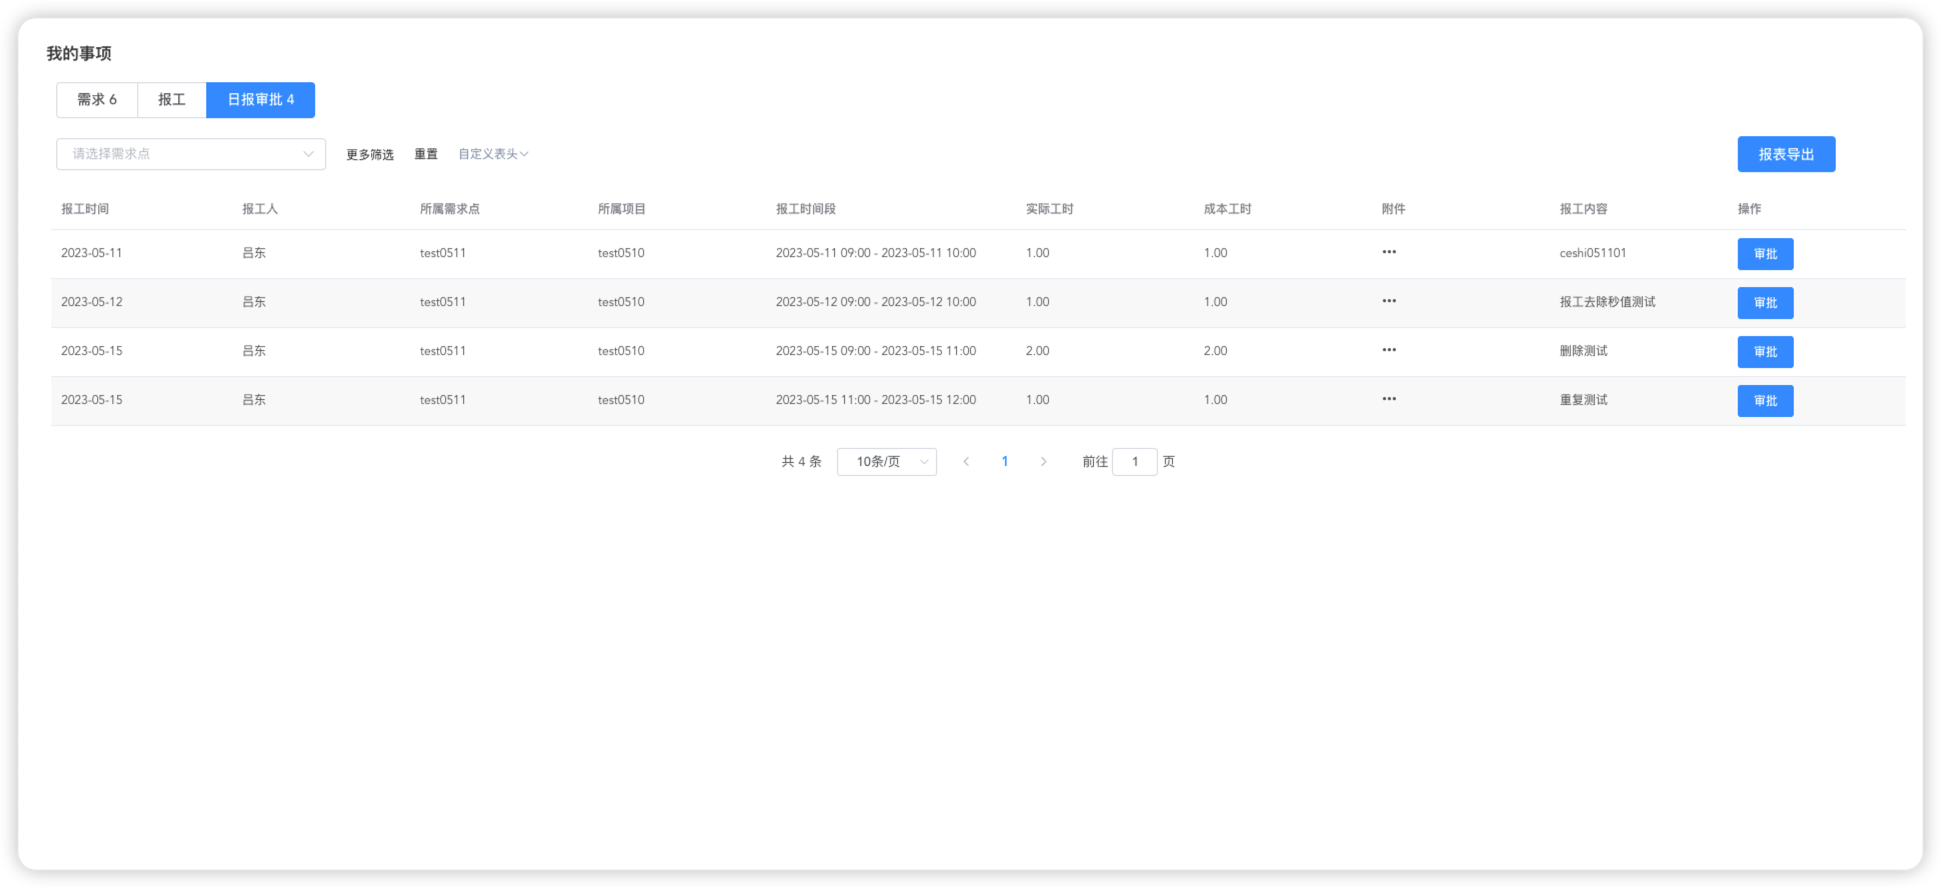 我的事项
需求 6 报工 日报审批 4
请选择需求点 更多筛选 重置 自定义表头 报表导出
报工时间 报工人 所属需求点 所属项目 报工时间段 实际工时 成本工时 附件 报工内容 操作
2023-05-11 吕东 test0511 test0510 2023-05-11 09:00 - 2023-05-11 10:00 1.00 1.00 ••• ceshi051101 审批
2023-05-12 吕东 test0511 test0510 2023-05-12 09:00 - 2023-05-12 10:00 1.00 1.00 ••• 报工去除秒值测试 审批
2023-05-15 吕东 test0511 test0510 2023-05-15 09:00 - 2023-05-15 11:00 2.00 2.00 ••• 删除测试 审批
2023-05-15 吕东 test0511 test0510 2023-05-15 11:00 - 2023-05-15 12:00 1.00 1.00 ••• 重复测试 审批
共 4 条 10条/页 1 前往 1 页